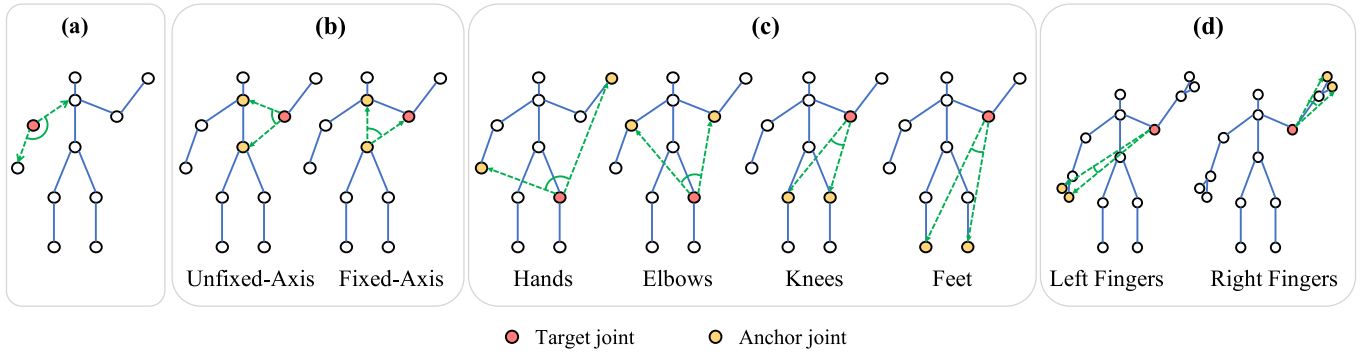 (a)
(b)
(c)
(d)
Unfixed-Axis Fixed-Axis
Hands Elbows Knees Feet
Left Fingers Right Fingers
Target joint Anchor joint